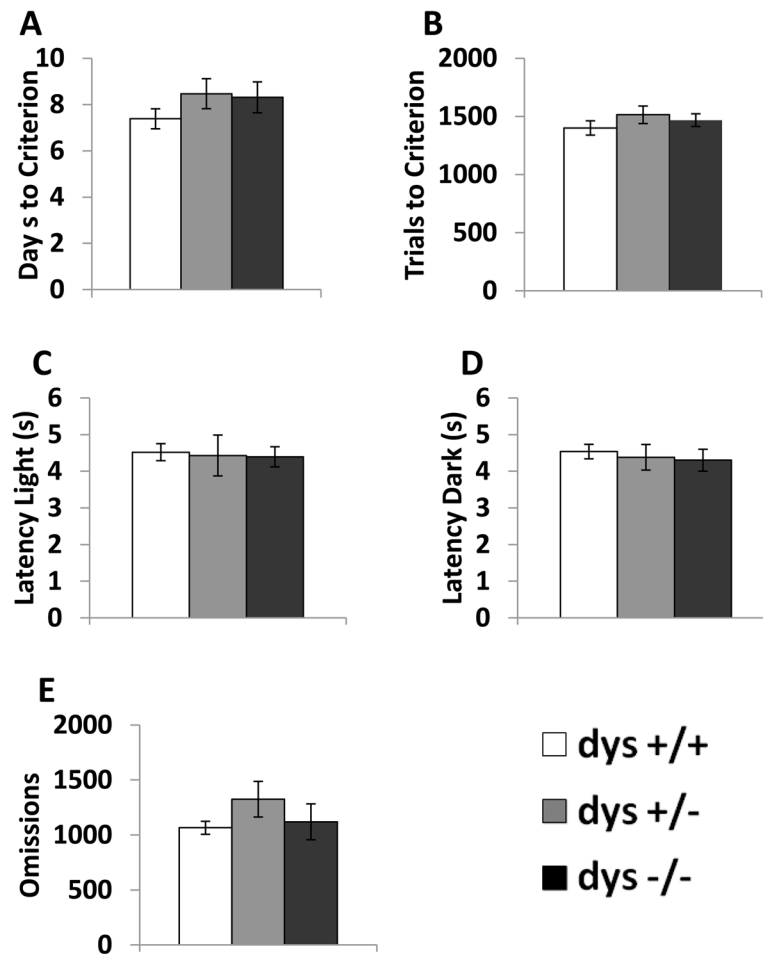 A
Day s to Criterion
10
8
6
4
2
0
B
Trials to Criterion
2000
1500
1000
500
0
C
Latency Light (s)
6
5
4
3
2
1
0
D
Latency Dark (s)
6
5
4
3
2
1
0
E
Omissions
2000
1500
1000
500
0
dys +/+
dys +/-
dys -/-